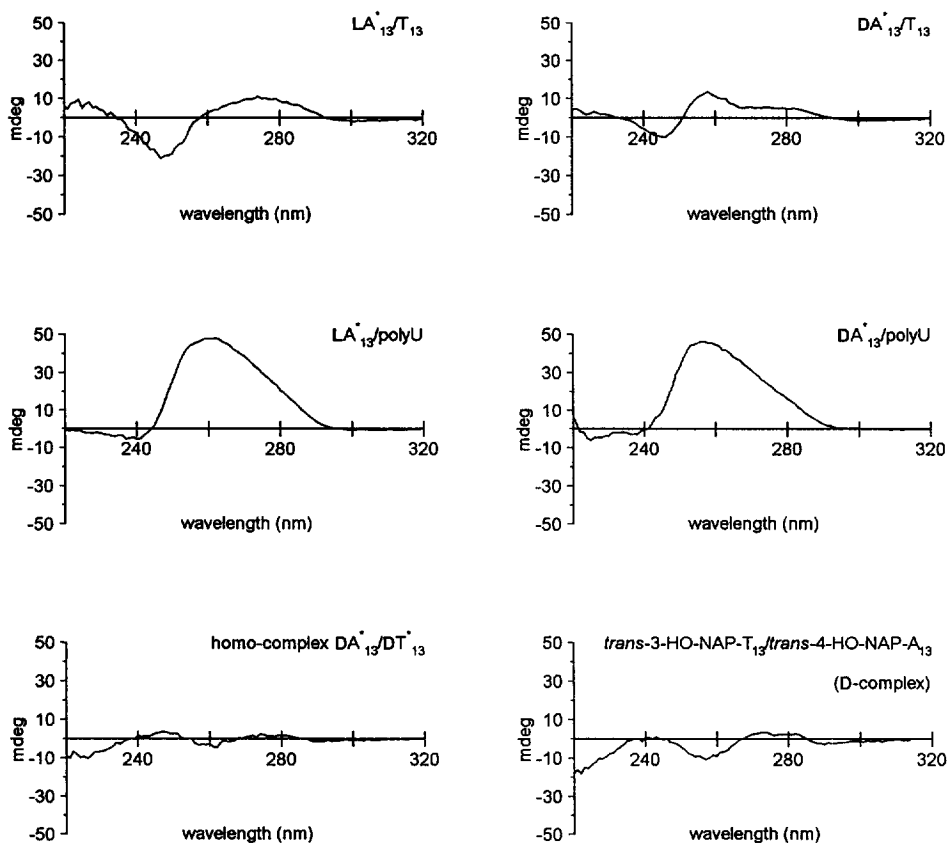 LA*13/T13
50
30
10
-10
-30
-50
mdeg
240
280
320
wavelength (nm)
DA*13/T13
50
30
10
-10
-30
-50
mdeg
240
280
320
wavelength (nm)
LA*13/polyU
50
30
10
-10
-30
-50
mdeg
240
280
320
wavelength (nm)
DA*13/polyU
50
30
10
-10
-30
-50
mdeg
240
280
320
wavelength (nm)
homo-complex DA*13/DT*13
50
30
10
-10
-30
-50
mdeg
240
280
320
wavelength (nm)
trans-3-HO-NAP-T13/trans-4-HO-NAP-A13
(D-complex)
50
30
10
-10
-30
-50
mdeg
240
280
320
wavelength (nm)